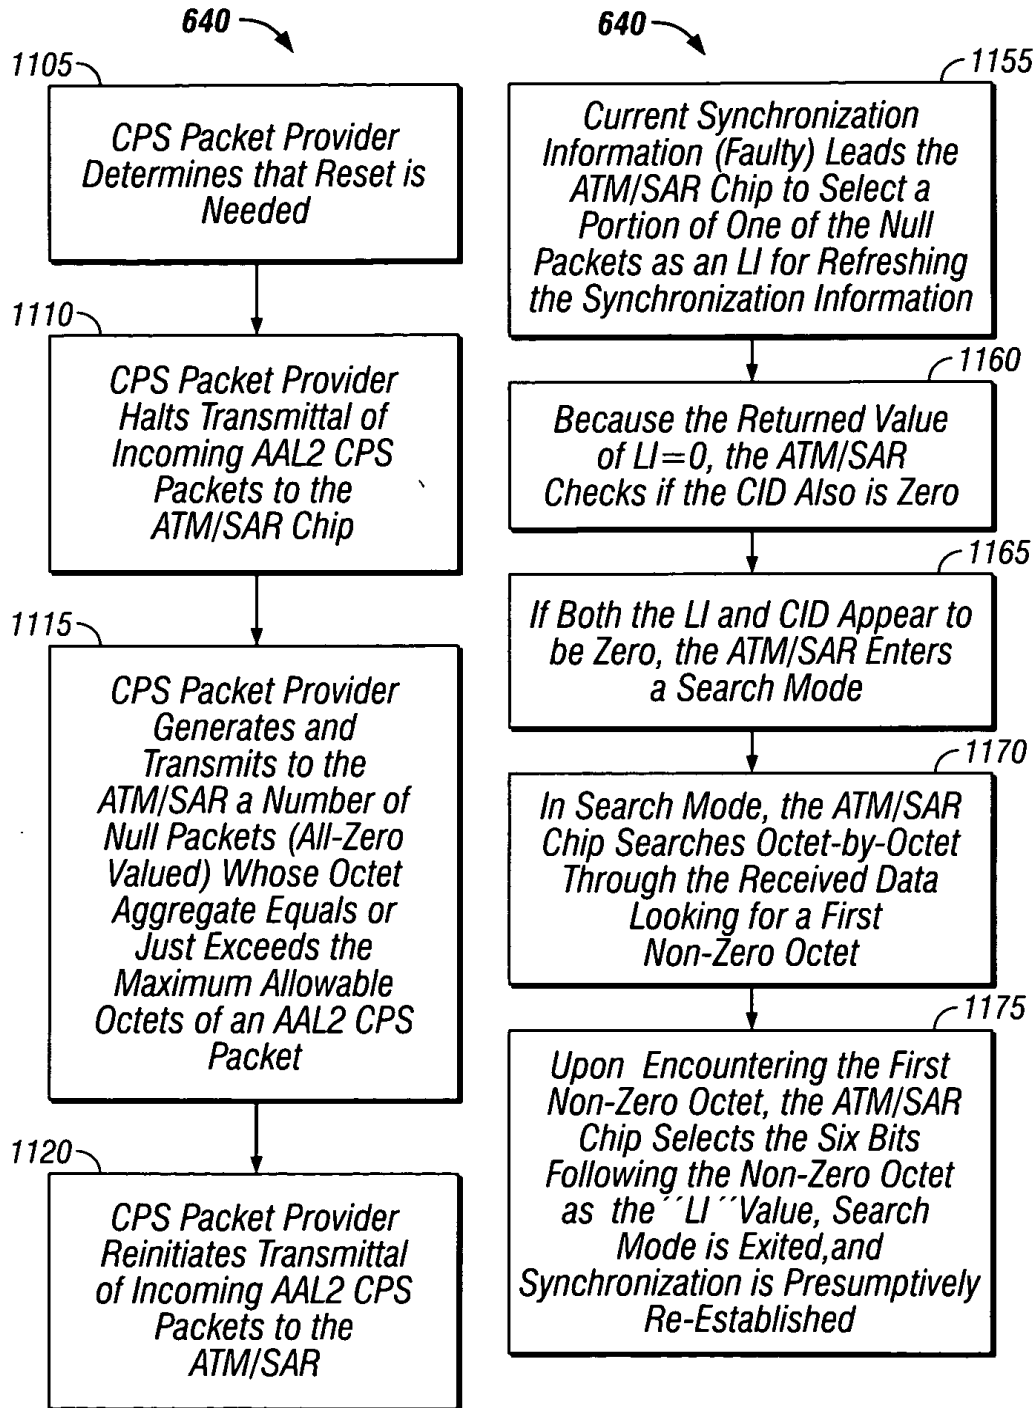 640
1105
CPS Packet Provider
Determines that Reset is
Needed
1110
CPS Packet Provider
Halts Transmittal of
Incoming AAL2 CPS
Packets to the
ATM/SAR Chip
1115
CPS Packet Provider
Generates and
Transmits to the
ATM/SAR a Number of
Null Packets (All-Zero
Valued) Whose Octet
Aggregate Equals or
Just Exceeds the
Maximum Allowable
Octets of an AAL2 CPS
Packet
1120
CPS Packet Provider
Reinitiates Transmittal
of Incoming AAL2 CPS
Packets to the
ATM/SAR
640
1155
Current Synchronization
Information (Faulty) Leads the
ATM/SAR Chip to Select a
Portion of One of the Null
Packets as an LI for Refreshing
the Synchronization Information
1160
Because the Returned Value
of LI=0, the ATM/SAR
Checks if the CID Also is Zero
1165
If Both the LI and CID Appear to
be Zero, the ATM/SAR Enters
a Search Mode
1170
In Search Mode, the ATM/SAR
Chip Searches Octet-by-Octet
Through the Received Data
Looking for a First
Non-Zero Octet
1175
Upon Encountering the First
Non-Zero Octet, the ATM/SAR
Chip Selects the Six Bits
Following the Non-Zero Octet
as the ´´LI´´ Value, Search
Mode is Exited,and
Synchronization is Presumptively
Re-Established